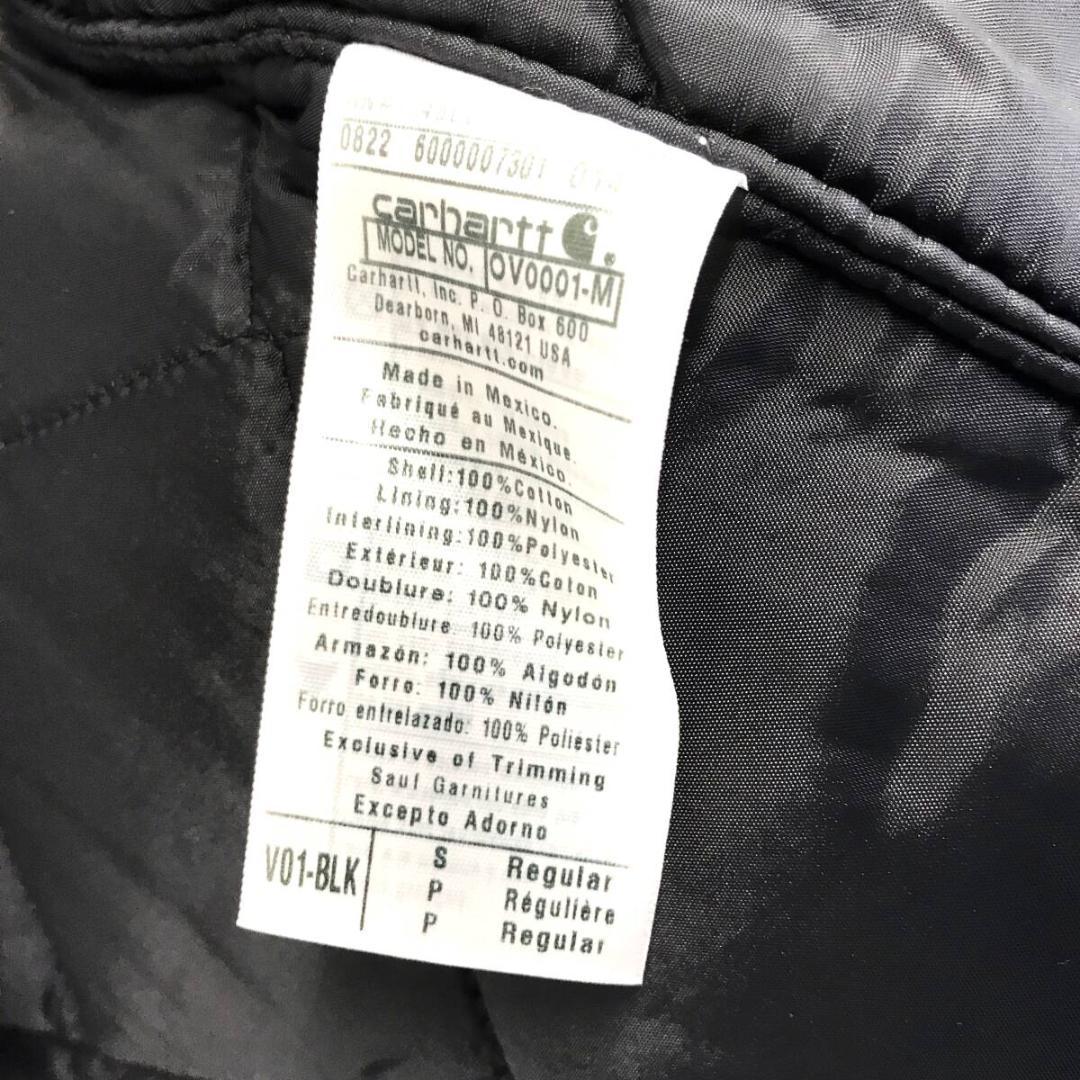 0822 6000007301
carhartt
MODEL NO. OV0001-M
Carhartt, Inc. P. O. Box 600
Dearborn, MI 48121 USA
carhartt.com
Made in Mexico.
Fabriqué au Mexique.
Hecho en México.
Shell:100%Cotton
Lining:100%Nylon
Interlining:100%Polyester
Extérieur: 100%Coton
Doublure: 100% Nylon
Entredoublure 100% Polyester
Armazón: 100% Algodón
Forro: 100% Nilón
Forro entrelazado: 100% Poliéster
Exclusive of Trimming
Sauf Garnitures
Excepto Adorno
V01-BLK
S Regular
P Régulière
P Regular